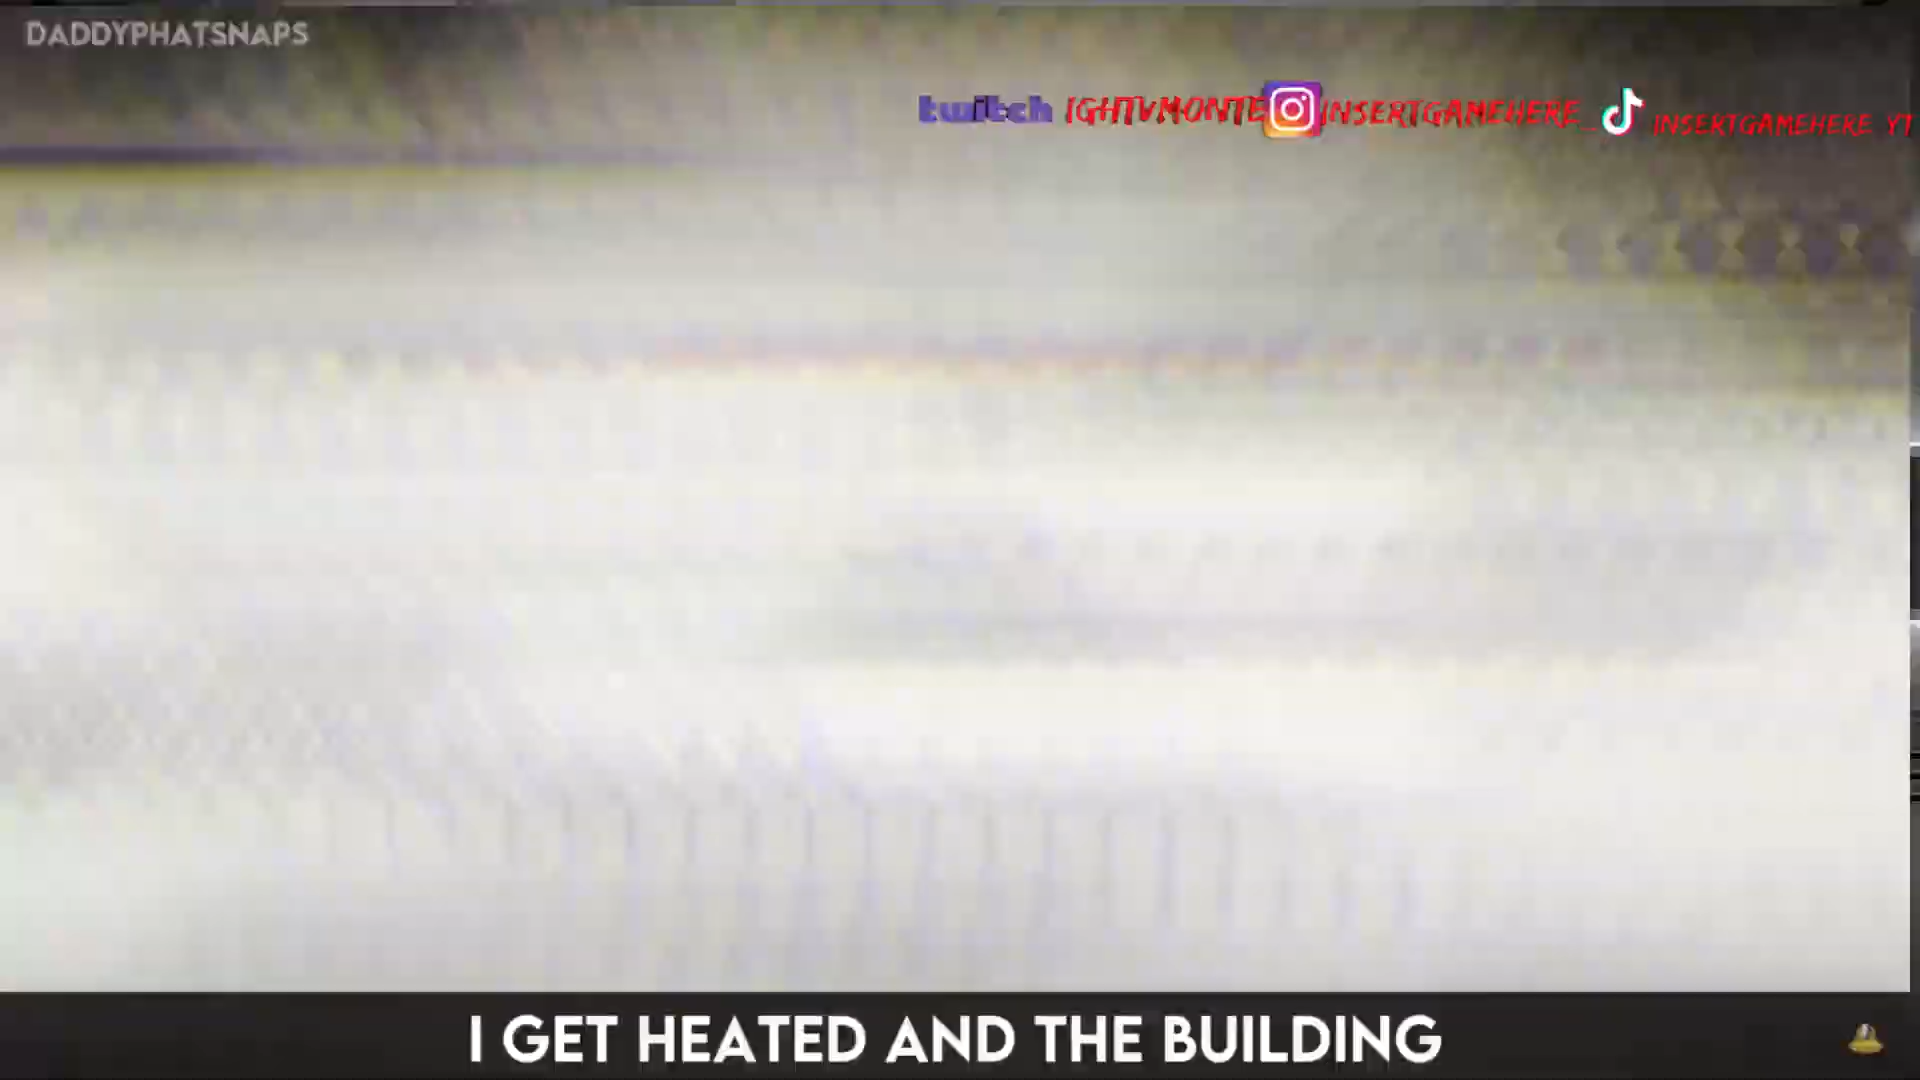 DADDYPHATSNAPS
twitch IGHTVMONTE INSERTGAMEHERE_ INSERTGAMEHERE YT
I GET HEATED AND THE BUILDING